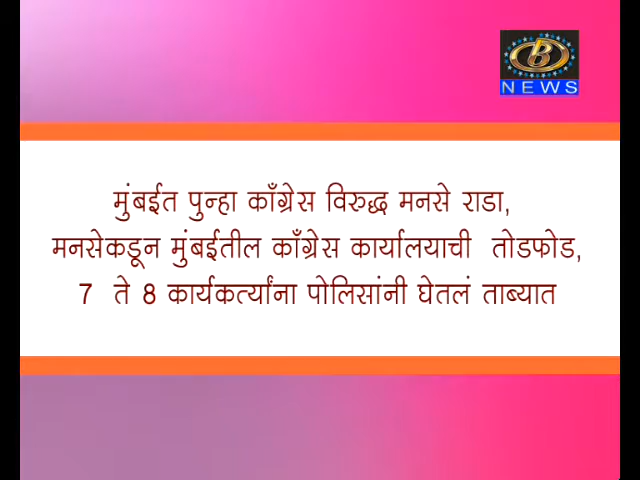 B
NEWS
मुंबईत पुन्हा काँग्रेस विरुद्ध मनसे राडा,
मनसेकडून मुंबईतील काँग्रेस कार्यालयाची तोडफोड,
7 ते 8 कार्यकर्त्यांना पोलिसांनी घेतलं ताब्यात